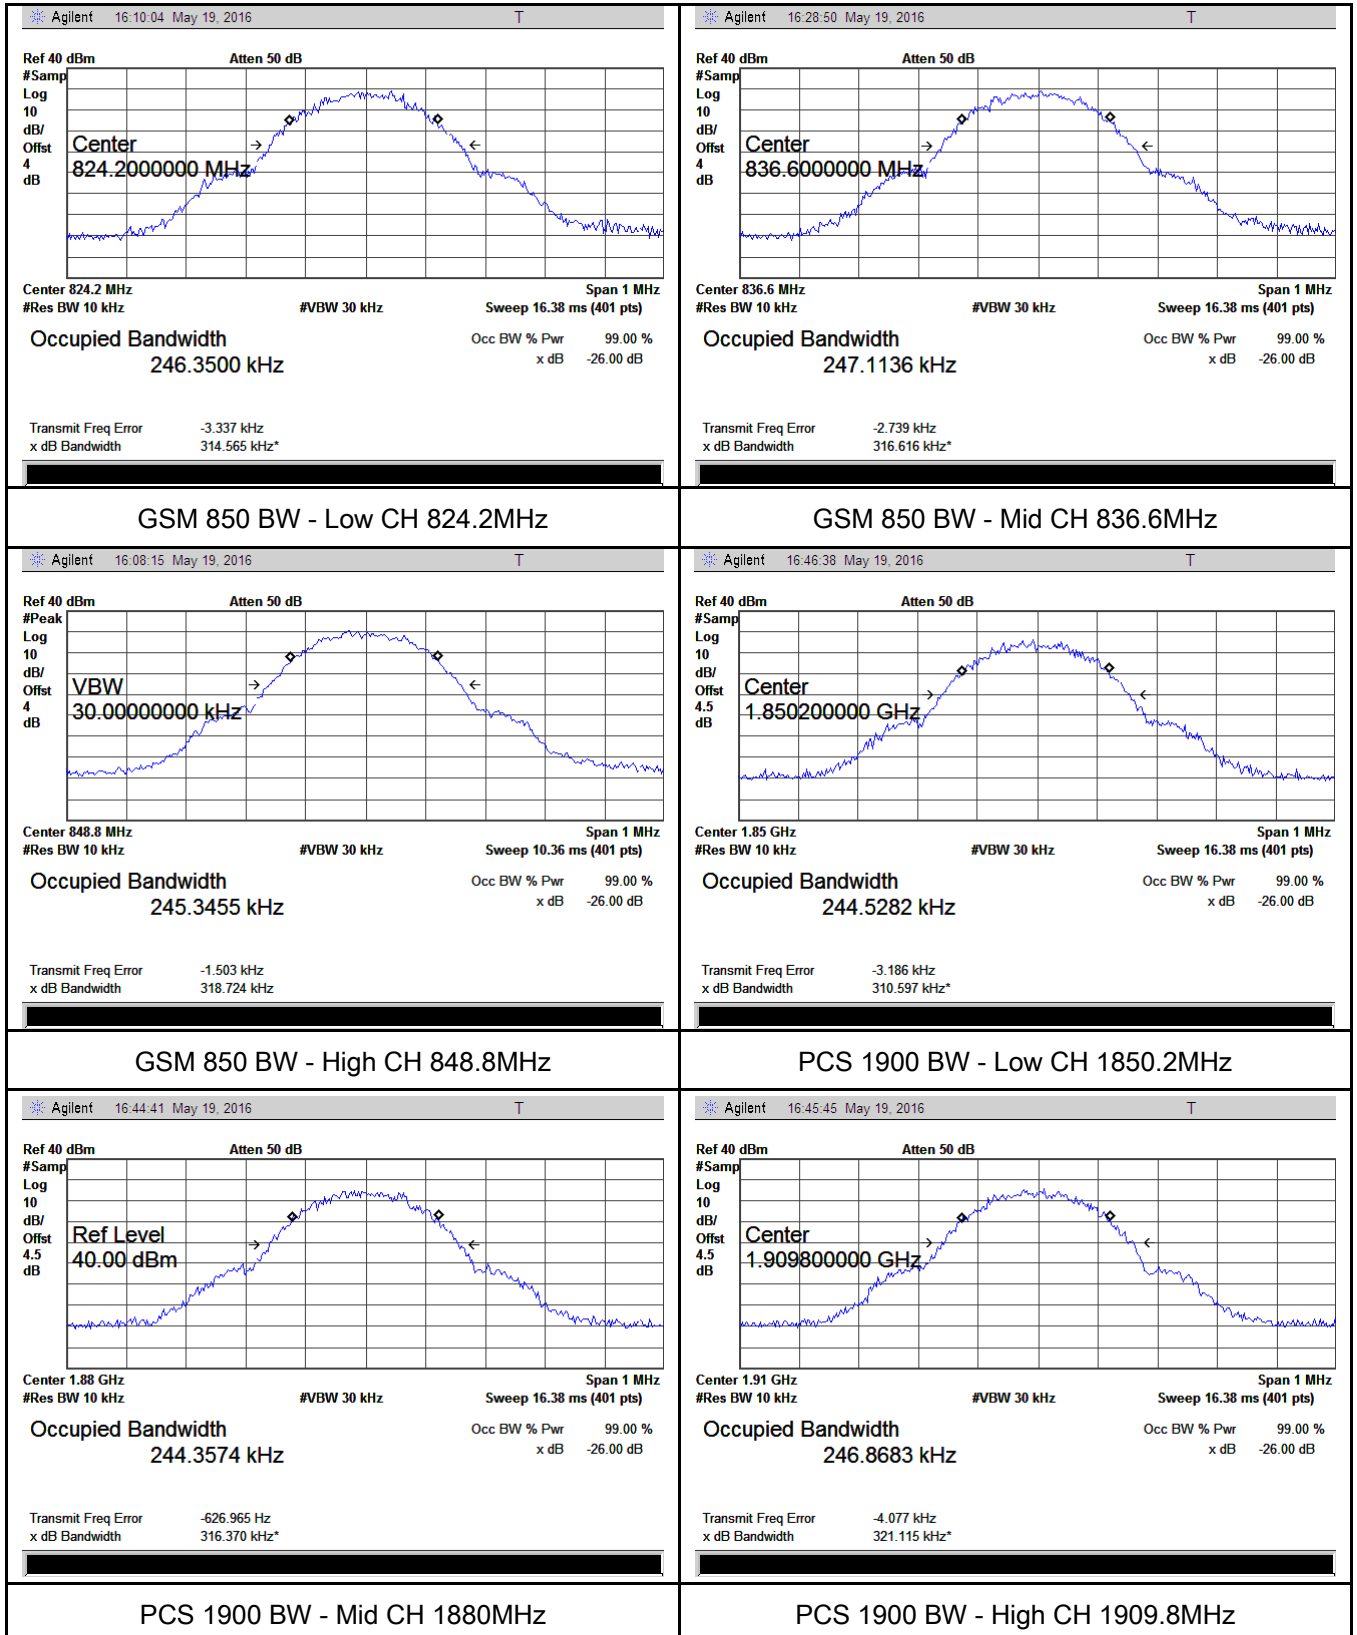 Agilent 16:10:04 May 19, 2016 T
Ref 40 dBm Atten 50 dB
#Samp
Log
10
dB/
Offst
4
dB
Center
824.2000000 MHz
Center 824.2 MHz Span 1 MHz
#Res BW 10 kHz #VBW 30 kHz Sweep 16.38 ms (401 pts)
Occupied Bandwidth Occ BW % Pwr 99.00 %
246.3500 kHz x dB -26.00 dB
Transmit Freq Error -3.337 kHz
x dB Bandwidth 314.565 kHz*
GSM 850 BW - Low CH 824.2MHz
Agilent 16:28:50 May 19, 2016 T
Ref 40 dBm Atten 50 dB
#Samp
Log
10
dB/
Offst
4
dB
Center
836.6000000 MHz
Center 836.6 MHz Span 1 MHz
#Res BW 10 kHz #VBW 30 kHz Sweep 16.38 ms (401 pts)
Occupied Bandwidth Occ BW % Pwr 99.00 %
247.1136 kHz x dB -26.00 dB
Transmit Freq Error -2.739 kHz
x dB Bandwidth 316.616 kHz*
GSM 850 BW - Mid CH 836.6MHz
Agilent 16:08:15 May 19, 2016 T
Ref 40 dBm Atten 50 dB
#Peak
Log
10
dB/
Offst
4
dB
VBW
30.00000000 kHz
Center 848.8 MHz Span 1 MHz
#Res BW 10 kHz #VBW 30 kHz Sweep 10.36 ms (401 pts)
Occupied Bandwidth Occ BW % Pwr 99.00 %
245.3455 kHz x dB -26.00 dB
Transmit Freq Error -1.503 kHz
x dB Bandwidth 318.724 kHz
GSM 850 BW - High CH 848.8MHz
Agilent 16:46:38 May 19, 2016 T
Ref 40 dBm Atten 50 dB
#Samp
Log
10
dB/
Offst
4.5
dB
Center
1.850200000 GHz
Center 1.85 GHz Span 1 MHz
#Res BW 10 kHz #VBW 30 kHz Sweep 16.38 ms (401 pts)
Occupied Bandwidth Occ BW % Pwr 99.00 %
244.5282 kHz x dB -26.00 dB
Transmit Freq Error -3.186 kHz
x dB Bandwidth 310.597 kHz*
PCS 1900 BW - Low CH 1850.2MHz
Agilent 16:44:41 May 19, 2016 T
Ref 40 dBm Atten 50 dB
#Samp
Log
10
dB/
Offst
4.5
dB
Ref Level
40.00 dBm
Center 1.88 GHz Span 1 MHz
#Res BW 10 kHz #VBW 30 kHz Sweep 16.38 ms (401 pts)
Occupied Bandwidth Occ BW % Pwr 99.00 %
244.3574 kHz x dB -26.00 dB
Transmit Freq Error -626.965 Hz
x dB Bandwidth 316.370 kHz*
PCS 1900 BW - Mid CH 1880MHz
Agilent 16:45:45 May 19, 2016 T
Ref 40 dBm Atten 50 dB
#Samp
Log
10
dB/
Offst
4.5
dB
Center
1.909800000 GHz
Center 1.91 GHz Span 1 MHz
#Res BW 10 kHz #VBW 30 kHz Sweep 16.38 ms (401 pts)
Occupied Bandwidth Occ BW % Pwr 99.00 %
246.8683 kHz x dB -26.00 dB
Transmit Freq Error -4.077 kHz
x dB Bandwidth 321.115 kHz*
PCS 1900 BW - High CH 1909.8MHz